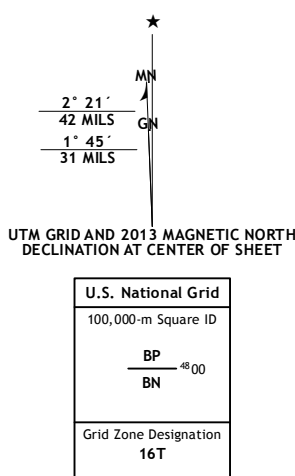 ★
MN
2° 21´
42 MILS
GN
1° 45´
31 MILS
UTM GRID AND 2013 MAGNETIC NORTH
DECLINATION AT CENTER OF SHEET
U.S. National Grid
100,000-m Square ID
BP
4800
BN
Grid Zone Designation
16T